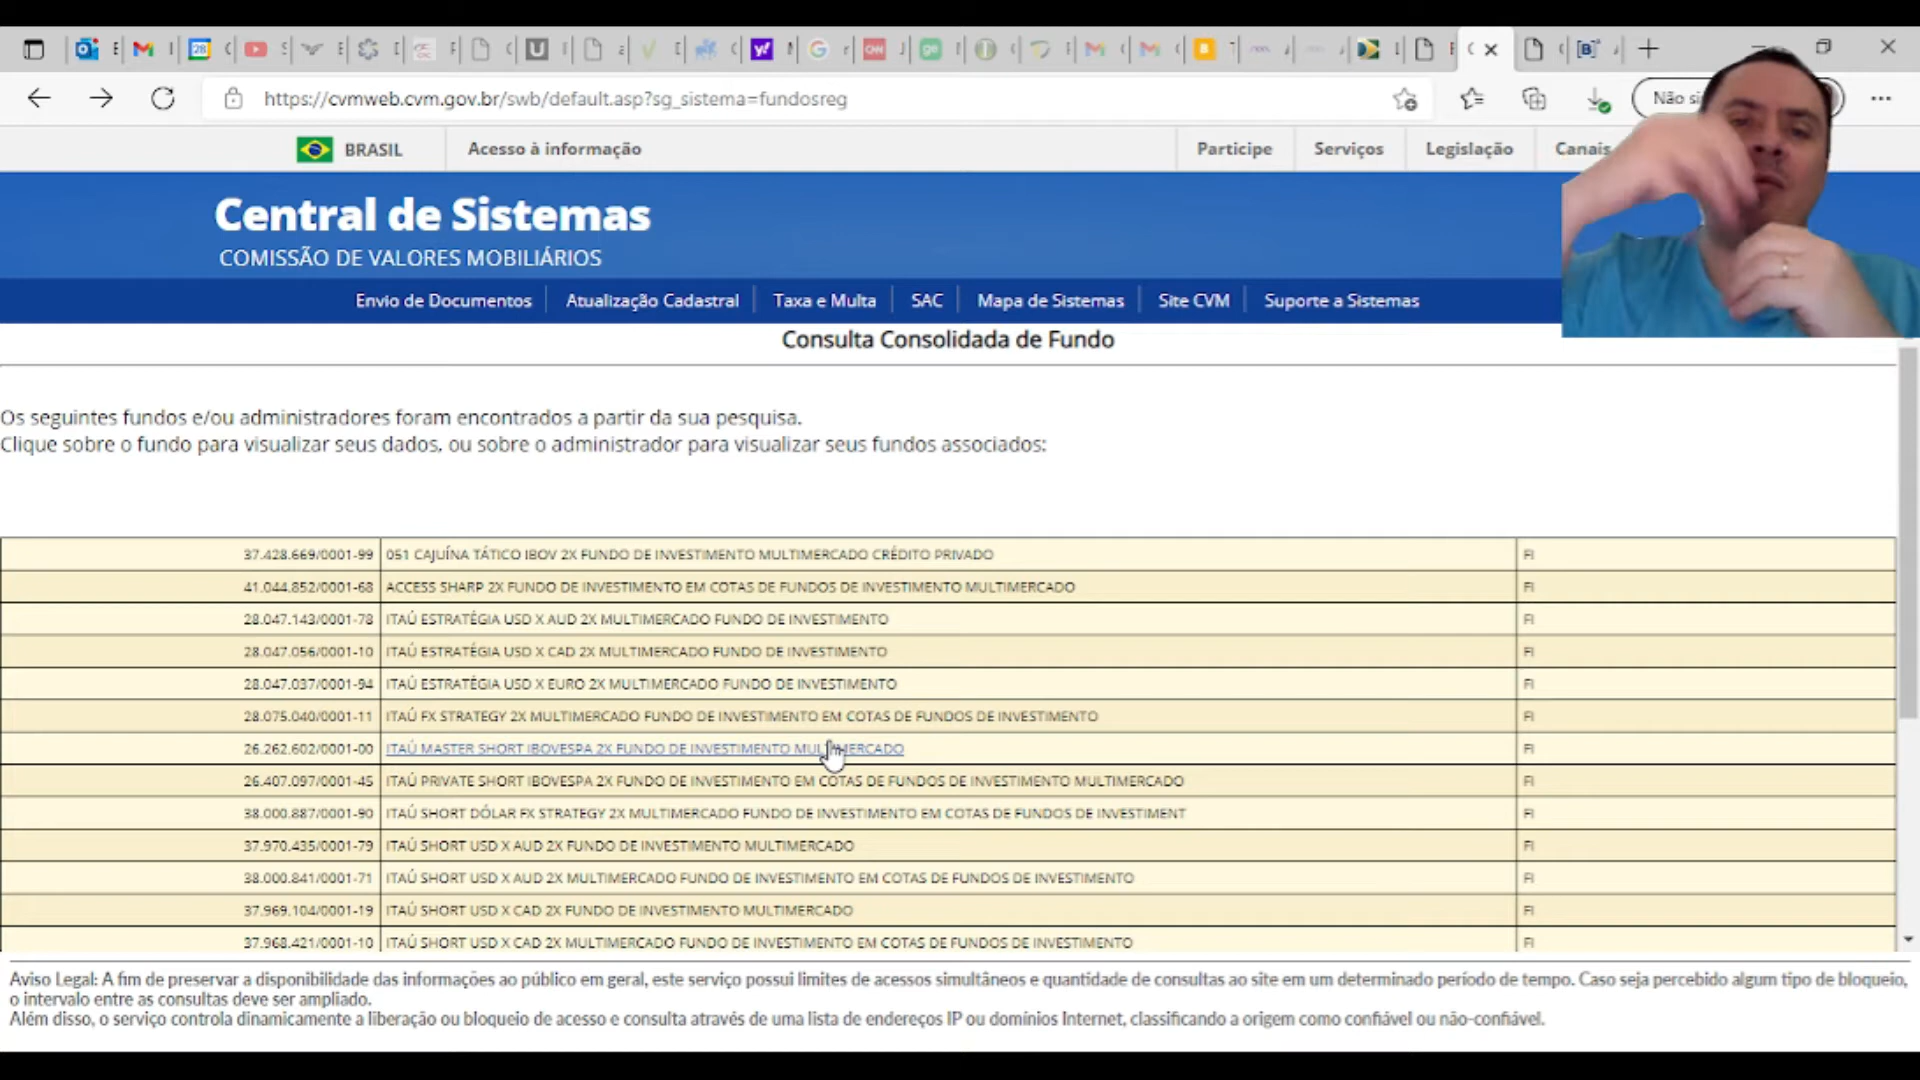 https://cvmweb.cvm.gov.br/swb/default.asp?sg_sistema=fundosreg
BRASIL
Acesso à informação
Participe
Serviços
Legislação
Canais
Central de Sistemas
COMISSÃO DE VALORES MOBILIÁRIOS
Envio de Documentos
Atualização Cadastral
Taxa e Multa
SAC
Mapa de Sistemas
Site CVM
Suporte a Sistemas
Consulta Consolidada de Fundo
Os seguintes fundos e/ou administradores foram encontrados a partir da sua pesquisa.
Clique sobre o fundo para visualizar seus dados, ou sobre o administrador para visualizar seus fundos associados:
37.428.669/0001-99 051 CAJUÍNA TÁTICO IBOV 2X FUNDO DE INVESTIMENTO MULTIMERCADO CRÉDITO PRIVADO FI
41.044.852/0001-68 ACCESS SHARP 2X FUNDO DE INVESTIMENTO EM COTAS DE FUNDOS DE INVESTIMENTO MULTIMERCADO FI
28.047.143/0001-78 ITAÚ ESTRATÉGIA USD X AUD 2X MULTIMERCADO FUNDO DE INVESTIMENTO FI
28.047.056/0001-10 ITAÚ ESTRATÉGIA USD X CAD 2X MULTIMERCADO FUNDO DE INVESTIMENTO FI
28.047.037/0001-94 ITAÚ ESTRATÉGIA USD X EURO 2X MULTIMERCADO FUNDO DE INVESTIMENTO FI
28.075.040/0001-11 ITAÚ FX STRATEGY 2X MULTIMERCADO FUNDO DE INVESTIMENTO EM COTAS DE FUNDOS DE INVESTIMENTO FI
26.262.602/0001-00 ITAÚ MASTER SHORT IBOVESPA 2X FUNDO DE INVESTIMENTO MULTIMERCADO FI
26.407.097/0001-45 ITAÚ PRIVATE SHORT IBOVESPA 2X FUNDO DE INVESTIMENTO EM COTAS DE FUNDOS DE INVESTIMENTO MULTIMERCADO FI
38.000.887/0001-90 ITAÚ SHORT DÓLAR FX STRATEGY 2X MULTIMERCADO FUNDO DE INVESTIMENTO EM COTAS DE FUNDOS DE INVESTIMENT FI
37.970.435/0001-79 ITAÚ SHORT USD X AUD 2X FUNDO DE INVESTIMENTO MULTIMERCADO FI
38.000.841/0001-71 ITAÚ SHORT USD X AUD 2X MULTIMERCADO FUNDO DE INVESTIMENTO EM COTAS DE FUNDOS DE INVESTIMENTO FI
37.969.104/0001-19 ITAÚ SHORT USD X CAD 2X FUNDO DE INVESTIMENTO MULTIMERCADO FI
37.968.421/0001-10 ITAÚ SHORT USD X CAD 2X MULTIMERCADO FUNDO DE INVESTIMENTO EM COTAS DE FUNDOS DE INVESTIMENTO FI
Aviso Legal: A fim de preservar a disponibilidade das informações ao público em geral, este serviço possui limites de acessos simultâneos e quantidade de consultas ao site em um determinado período de tempo. Caso seja percebido algum tipo de bloqueio,
o intervalo entre as consultas deve ser ampliado.
Além disso, o serviço controla dinamicamente a liberação ou bloqueio de acesso e consulta através de uma lista de endereços IP ou domínios Internet, classificando a origem como confiável ou não-confiável.